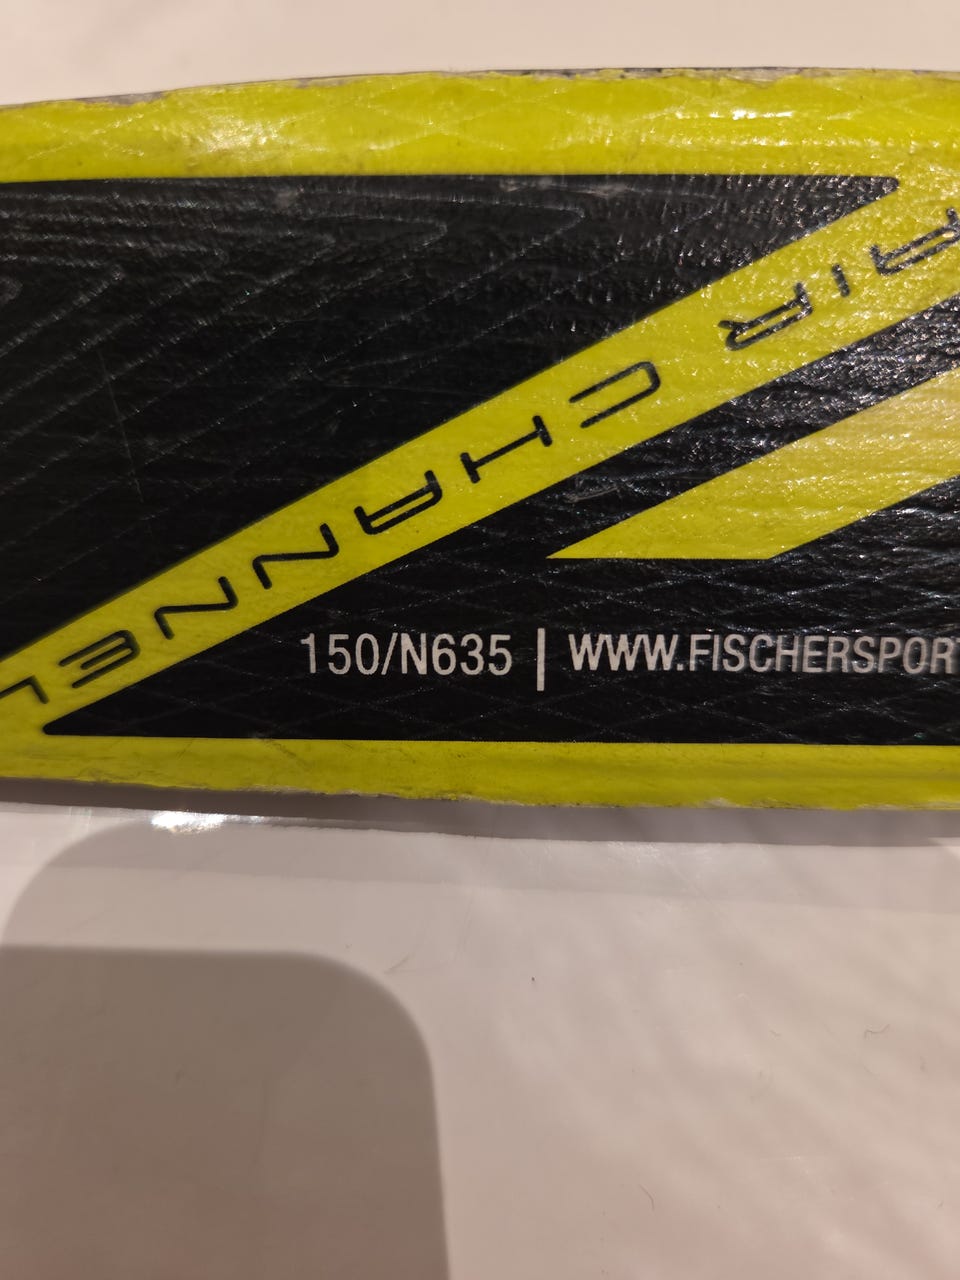 AIR CHANNEL
150/N635 | WWW.FISCHERSPORT